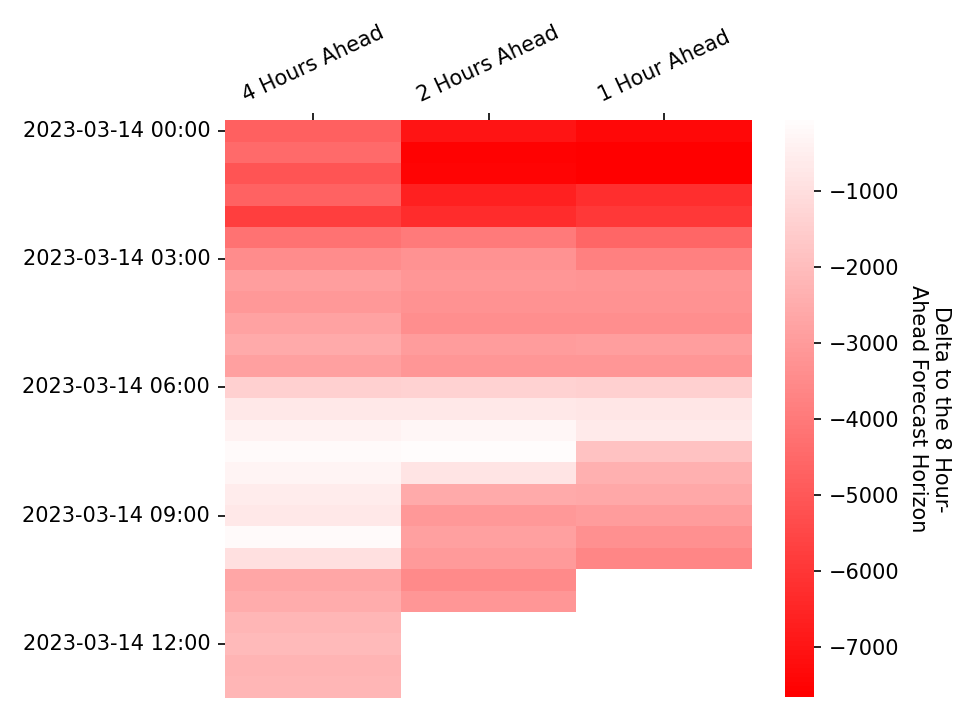 4 Hours Ahead
2 Hours Ahead
1 Hour Ahead
2023-03-14 00:00
2023-03-14 03:00
2023-03-14 06:00
2023-03-14 09:00
2023-03-14 12:00
−1000
−2000
−3000
−4000
−5000
−6000
−7000
Delta to the 8 Hour-
Ahead Forecast Horizon